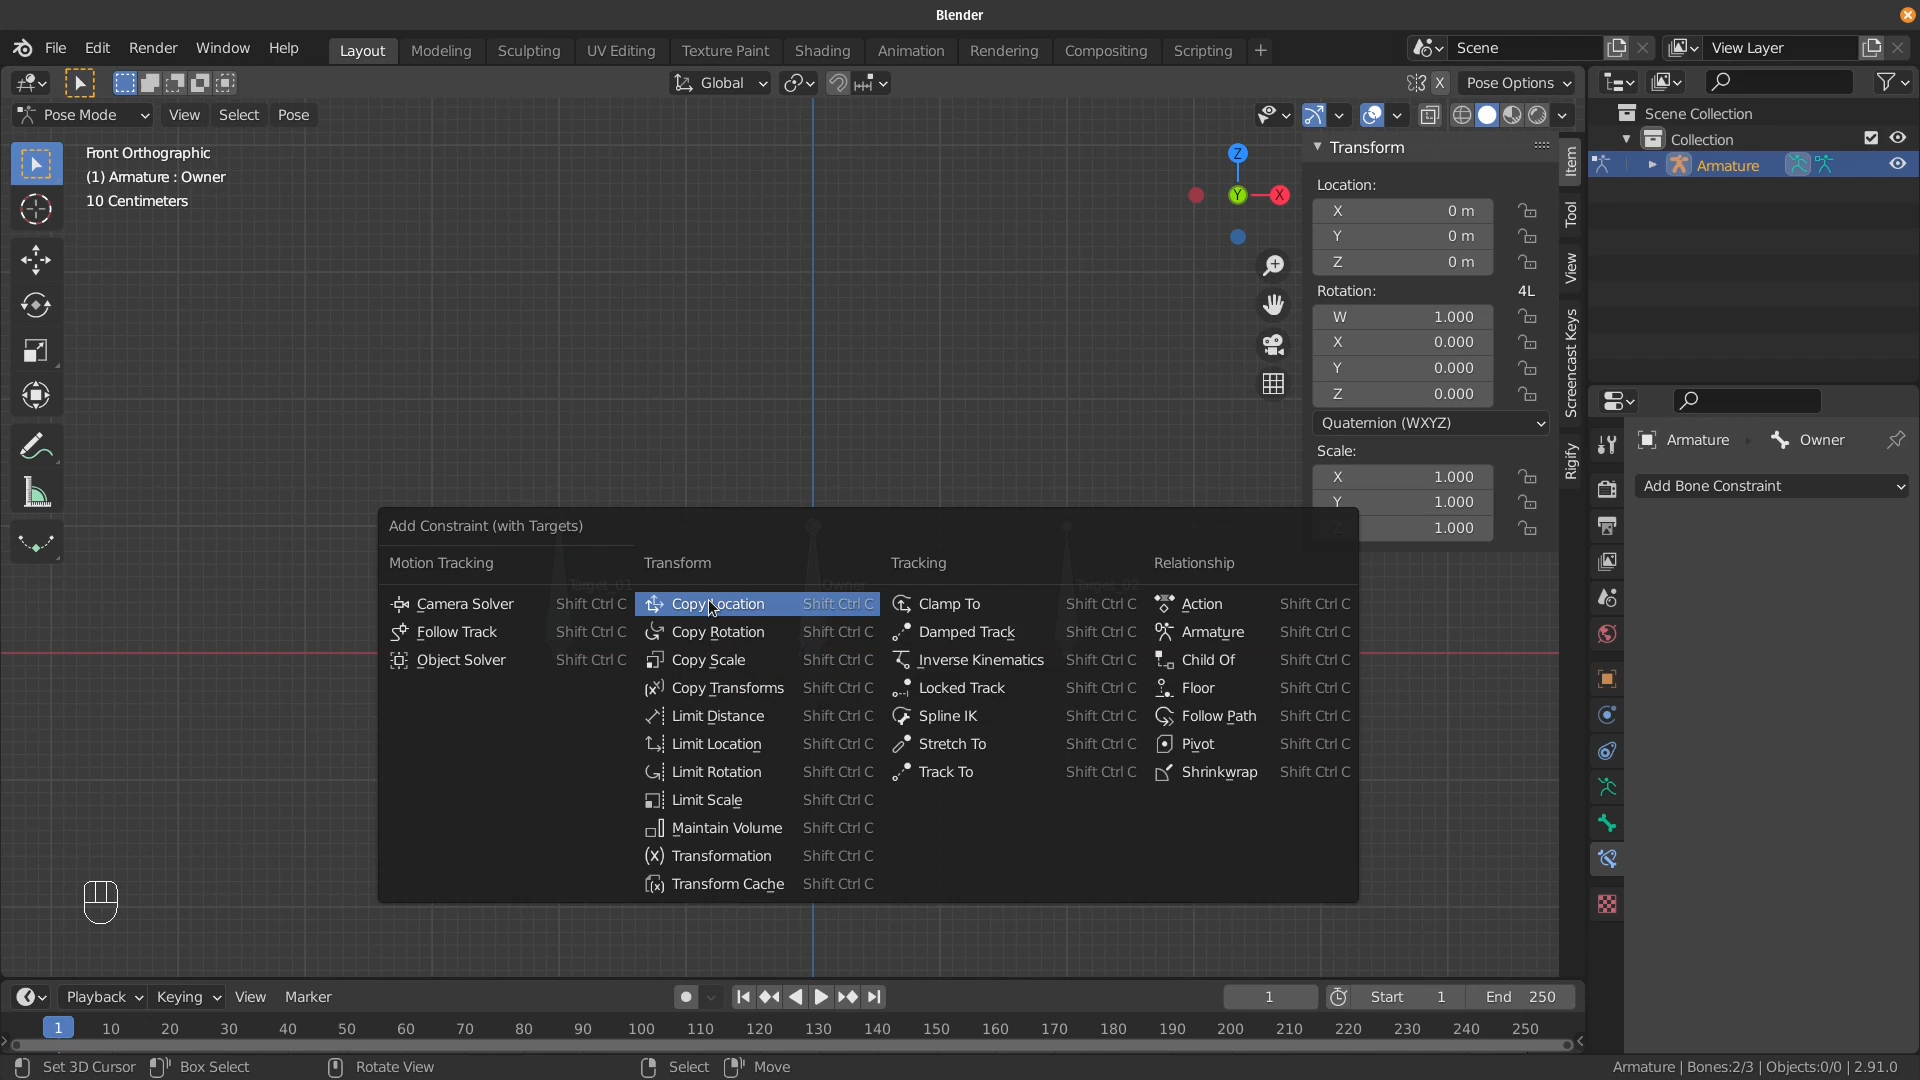 Blender
File Edit Render Window Help Layout Modeling Sculpting UV Editing Texture Paint Shading Animation Rendering Compositing Scripting + Scene View Layer
Global X Pose Options
Pose Mode View Select Pose
Front Orthographic
(1) Armature : Owner
10 Centimeters
Z
Y
X
Transform
Location:
X 0 m
Y 0 m
Z 0 m
Rotation: 4L
W 1.000
X 0.000
Y 0.000
Z 0.000
Quaternion (WXYZ)
Scale:
X 1.000
Y 1.000
Z 1.000
Item
Tool
View
Screencast Keys
Rigify
Scene Collection
Collection
Armature
Armature Owner
Add Bone Constraint
Add Constraint (with Targets)
Motion Tracking
Camera Solver Shift Ctrl C
Follow Track Shift Ctrl C
Object Solver Shift Ctrl C
Transform
Copy Location Shift Ctrl C
Copy Rotation Shift Ctrl C
Copy Scale Shift Ctrl C
Copy Transforms Shift Ctrl C
Limit Distance Shift Ctrl C
Limit Location Shift Ctrl C
Limit Rotation Shift Ctrl C
Limit Scale Shift Ctrl C
Maintain Volume Shift Ctrl C
Transformation Shift Ctrl C
Transform Cache Shift Ctrl C
Tracking
Clamp To Shift Ctrl C
Damped Track Shift Ctrl C
Inverse Kinematics Shift Ctrl C
Locked Track Shift Ctrl C
Spline IK Shift Ctrl C
Stretch To Shift Ctrl C
Track To Shift Ctrl C
Relationship
Action Shift Ctrl C
Armature Shift Ctrl C
Child Of Shift Ctrl C
Floor Shift Ctrl C
Follow Path Shift Ctrl C
Pivot Shift Ctrl C
Shrinkwrap Shift Ctrl C
Target_01 Owner Target_02
Playback Keying View Marker 1 Start 1 End 250
1 10 20 30 40 50 60 70 80 90 100 110 120 130 140 150 160 170 180 190 200 210 220 230 240 250
Set 3D Cursor Box Select Rotate View Select Move Armature | Bones:2/3 | Objects:0/0 | 2.91.0